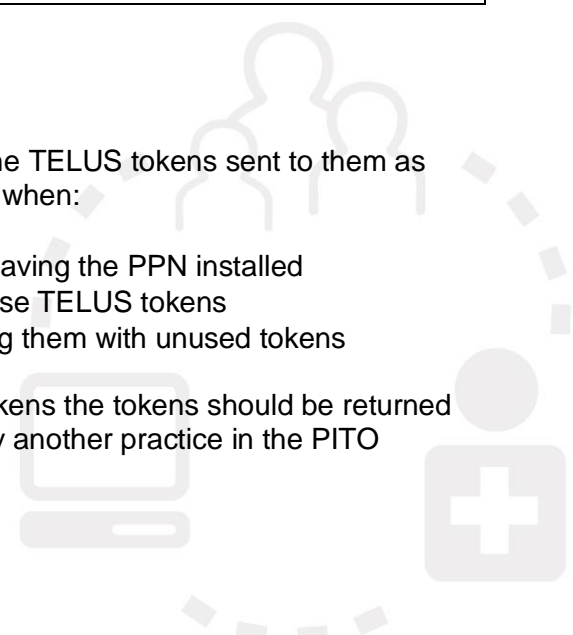 ne TELUS tokens sent to them as
when:
aving the PPN installed
se TELUS tokens
g them with unused tokens
kens the tokens should be returned
another practice in the PITO